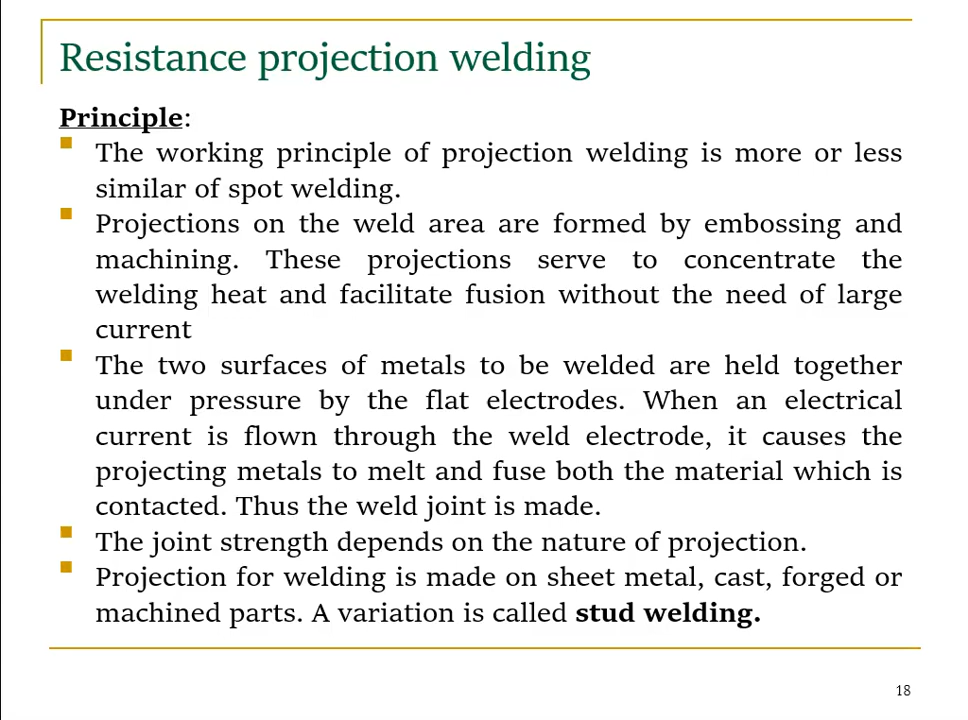 Resistance projection welding
Principle:
The working principle of projection welding is more or less
similar of spot welding.
Projections on the weld area are formed by embossing and
machining. These projections serve to concentrate the
welding heat and facilitate fusion without the need of large
current
The two surfaces of metals to be welded are held together
under pressure by the flat electrodes. When an electrical
current is flown through the weld electrode, it causes the
projecting metals to melt and fuse both the material which is
contacted. Thus the weld joint is made.
The joint strength depends on the nature of projection.
Projection for welding is made on sheet metal, cast, forged or
machined parts. A variation is called stud welding.
18